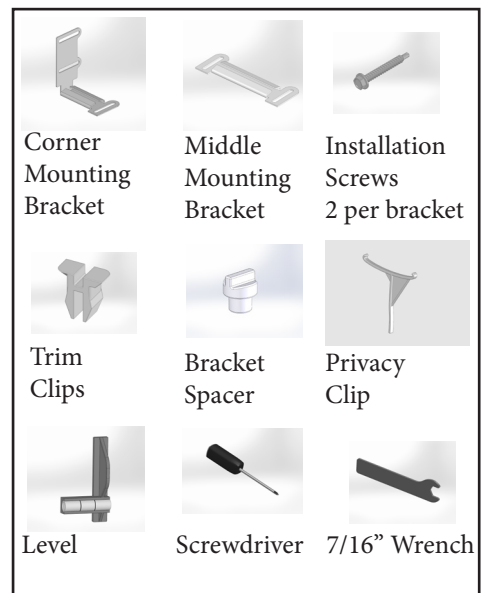 Corner
Mounting
Bracket
Middle
Mounting
Bracket
Installation
Screws
2 per bracket
Trim
Clips
Bracket
Spacer
Privacy
Clip
Level
Screwdriver
7/16” Wrench